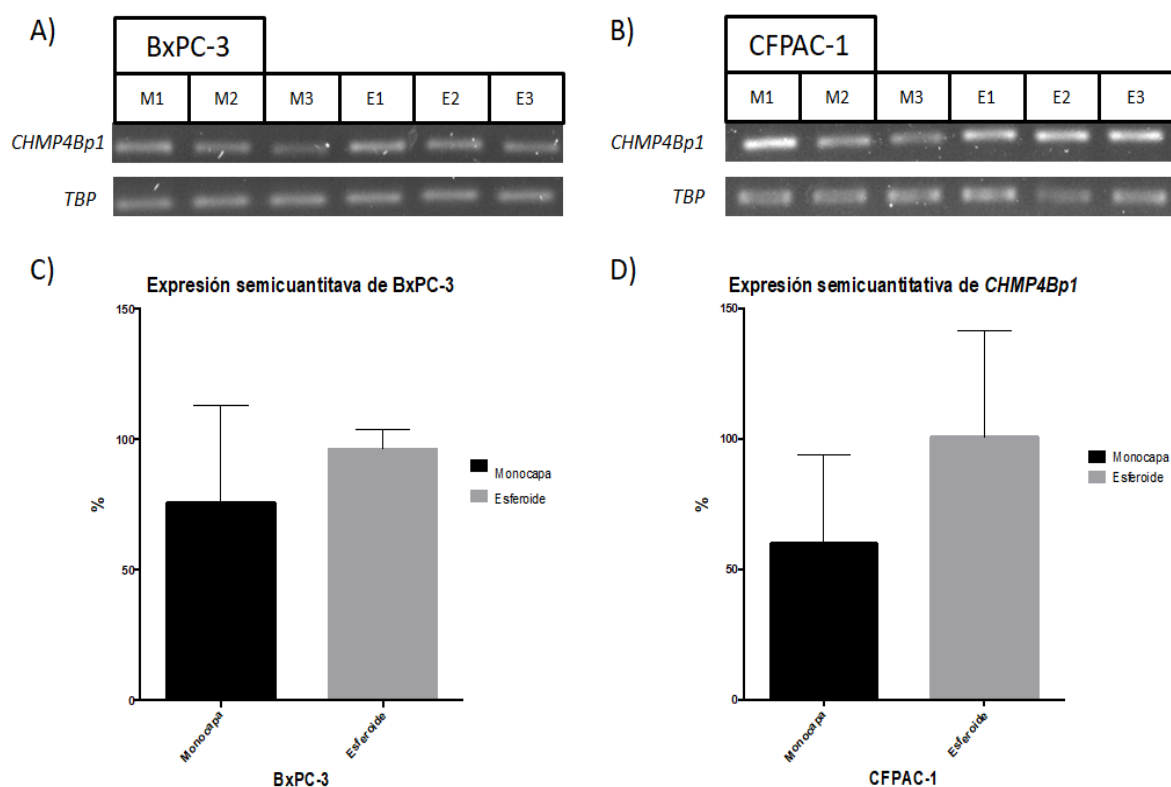 A)
BxPC-3
M1 M2 M3 E1 E2 E3
CHMP4Bp1
TBP
B)
CFPAC-1
M1 M2 M3 E1 E2 E3
CHMP4Bp1
TBP
C)
Expresión semicuantitava de BxPC-3
150
100
50
0
%
Monocapa
Esferoide
Monocapa
Esferoide
BxPC-3
D)
Expresión semicuantitativa de CHMP4Bp1
150
100
50
0
%
Monocapa
Esferoide
Monocapa
Esferoide
CFPAC-1